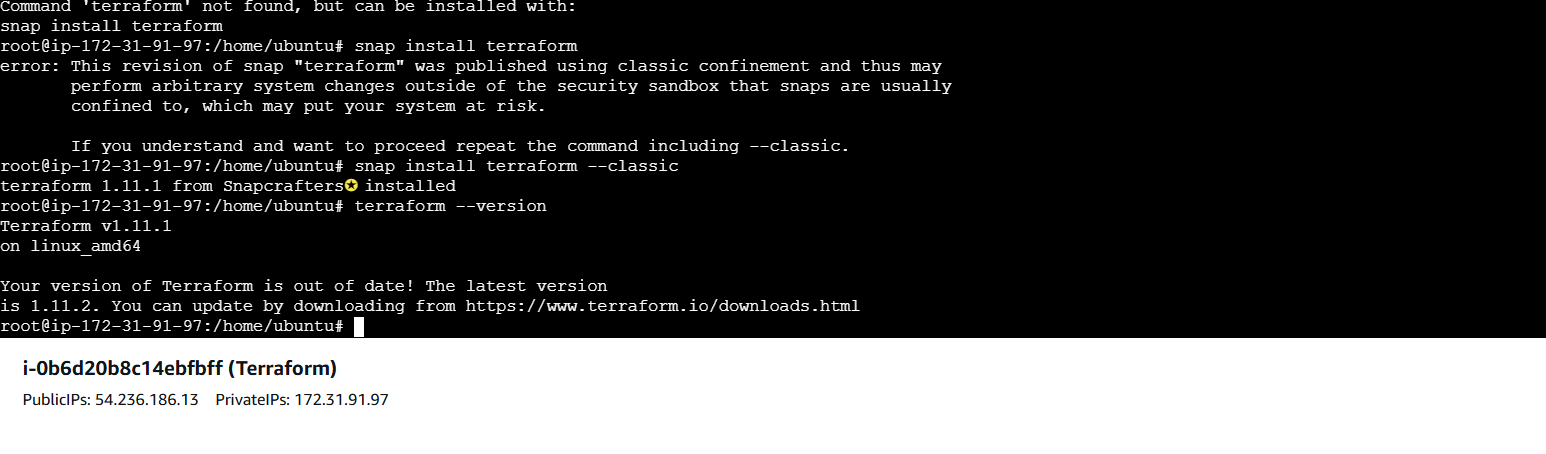 Command 'terraform' not found, but can be installed with:
snap install terraform
root@ip-172-31-91-97:/home/ubuntu# snap install terraform
error: This revision of snap "terraform" was published using classic confinement and thus may
perform arbitrary system changes outside of the security sandbox that snaps are usually
confined to, which may put your system at risk.
If you understand and want to proceed repeat the command including --classic.
root@ip-172-31-91-97:/home/ubuntu# snap install terraform --classic
terraform 1.11.1 from Snapcrafters✪ installed
root@ip-172-31-91-97:/home/ubuntu# terraform --version
Terraform v1.11.1
on linux_amd64
Your version of Terraform is out of date! The latest version
is 1.11.2. You can update by downloading from https://www.terraform.io/downloads.html
root@ip-172-31-91-97:/home/ubuntu#
i-0b6d20b8c14ebfbff (Terraform)
PublicIPs: 54.236.186.13 PrivateIPs: 172.31.91.97